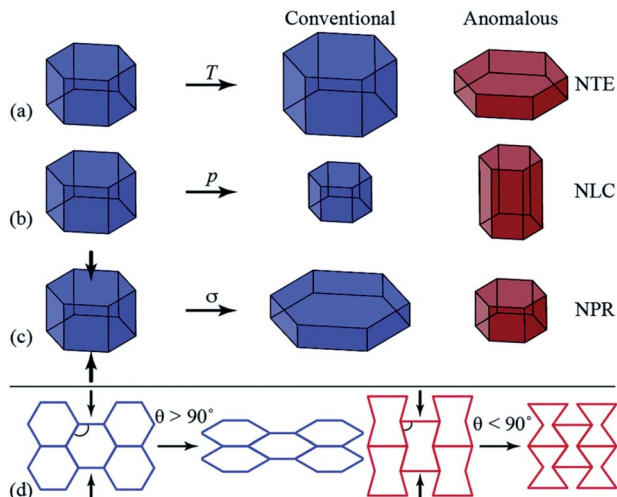 Conventional Anomalous
(a) T NTE
(b) p NLC
(c) σ NPR
(d) θ > 90° θ < 90°